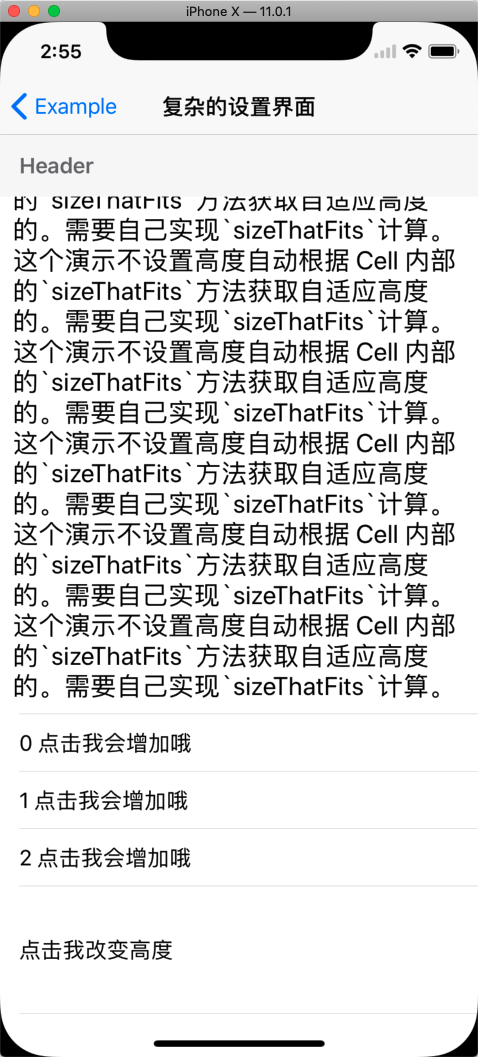 iPhone X — 11.0.1
2:55
Example
复杂的设置界面
Header
的`sizeThatFits`方法获取自适应高度
的。需要自己实现`sizeThatFits`计算。
这个演示不设置高度自动根据 Cell 内部
的`sizeThatFits`方法获取自适应高度
的。需要自己实现`sizeThatFits`计算。
这个演示不设置高度自动根据 Cell 内部
的`sizeThatFits`方法获取自适应高度
的。需要自己实现`sizeThatFits`计算。
这个演示不设置高度自动根据 Cell 内部
的`sizeThatFits`方法获取自适应高度
的。需要自己实现`sizeThatFits`计算。
这个演示不设置高度自动根据 Cell 内部
的`sizeThatFits`方法获取自适应高度
的。需要自己实现`sizeThatFits`计算。
这个演示不设置高度自动根据 Cell 内部
的`sizeThatFits`方法获取自适应高度
的。需要自己实现`sizeThatFits`计算。
0 点击我会增加哦
1 点击我会增加哦
2 点击我会增加哦
点击我改变高度